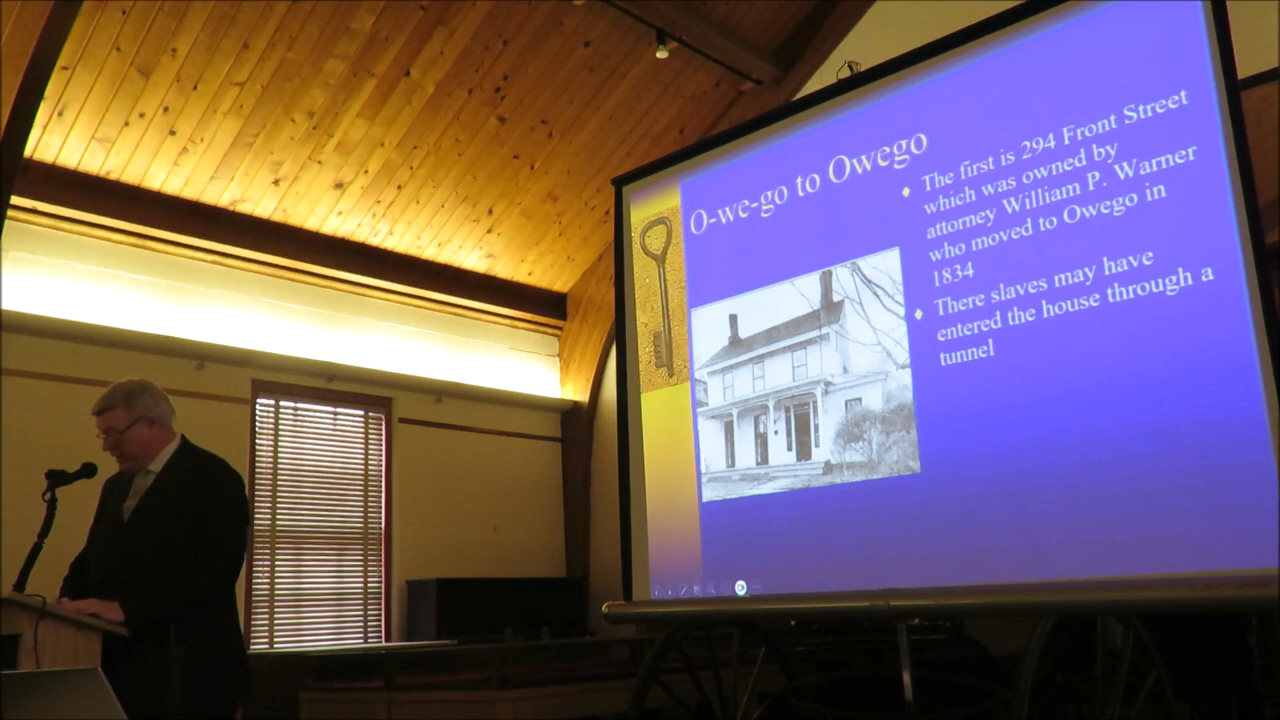 O-we-go to Owego
The first is 294 Front Street
which was owned by
attorney William P. Warner
who moved to Owego in
1834
There slaves may have
entered the house through a
tunnel